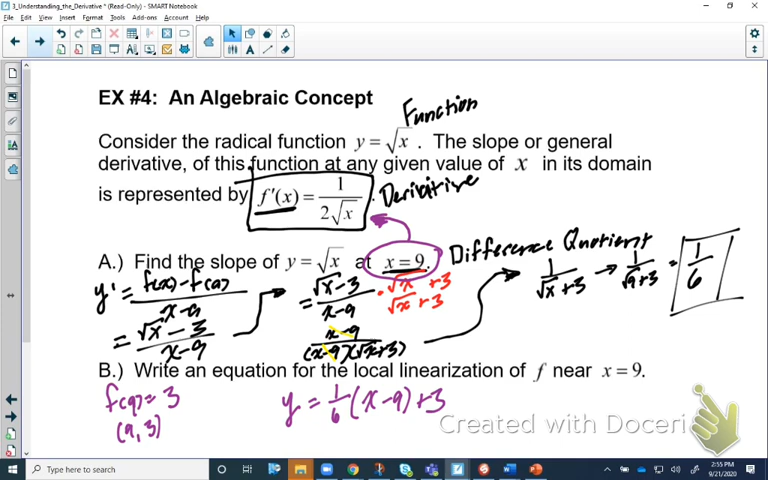 3_Understanding_the_Derivative * (Read-Only) - SMART Notebook
File Edit View Insert Format Tools Add-ons Account Help
EX #4: An Algebraic Concept
Function
Consider the radical function y = √x . The slope or general
derivative, of this function at any given value of x in its domain
is represented by f'(x) = 1/(2√x) . Derivative
A.) Find the slope of y = √x at x = 9. Difference Quotient
y' = (f(x) - f(a))/(x-a) = (√x - 3)/(x-9) · (√x + 3)/(√x + 3) 1/(√x + 3) → 1/(√9 + 3) = 1/6
= (√x - 3)/(x-9) (x-9)/((x-9)(√x+3))
B.) Write an equation for the local linearization of f near x = 9.
f(9) = 3 y = 1/6 (x-9) + 3
(9, 3)
Created with Doceri
Type here to search
2:55 PM
9/21/2020